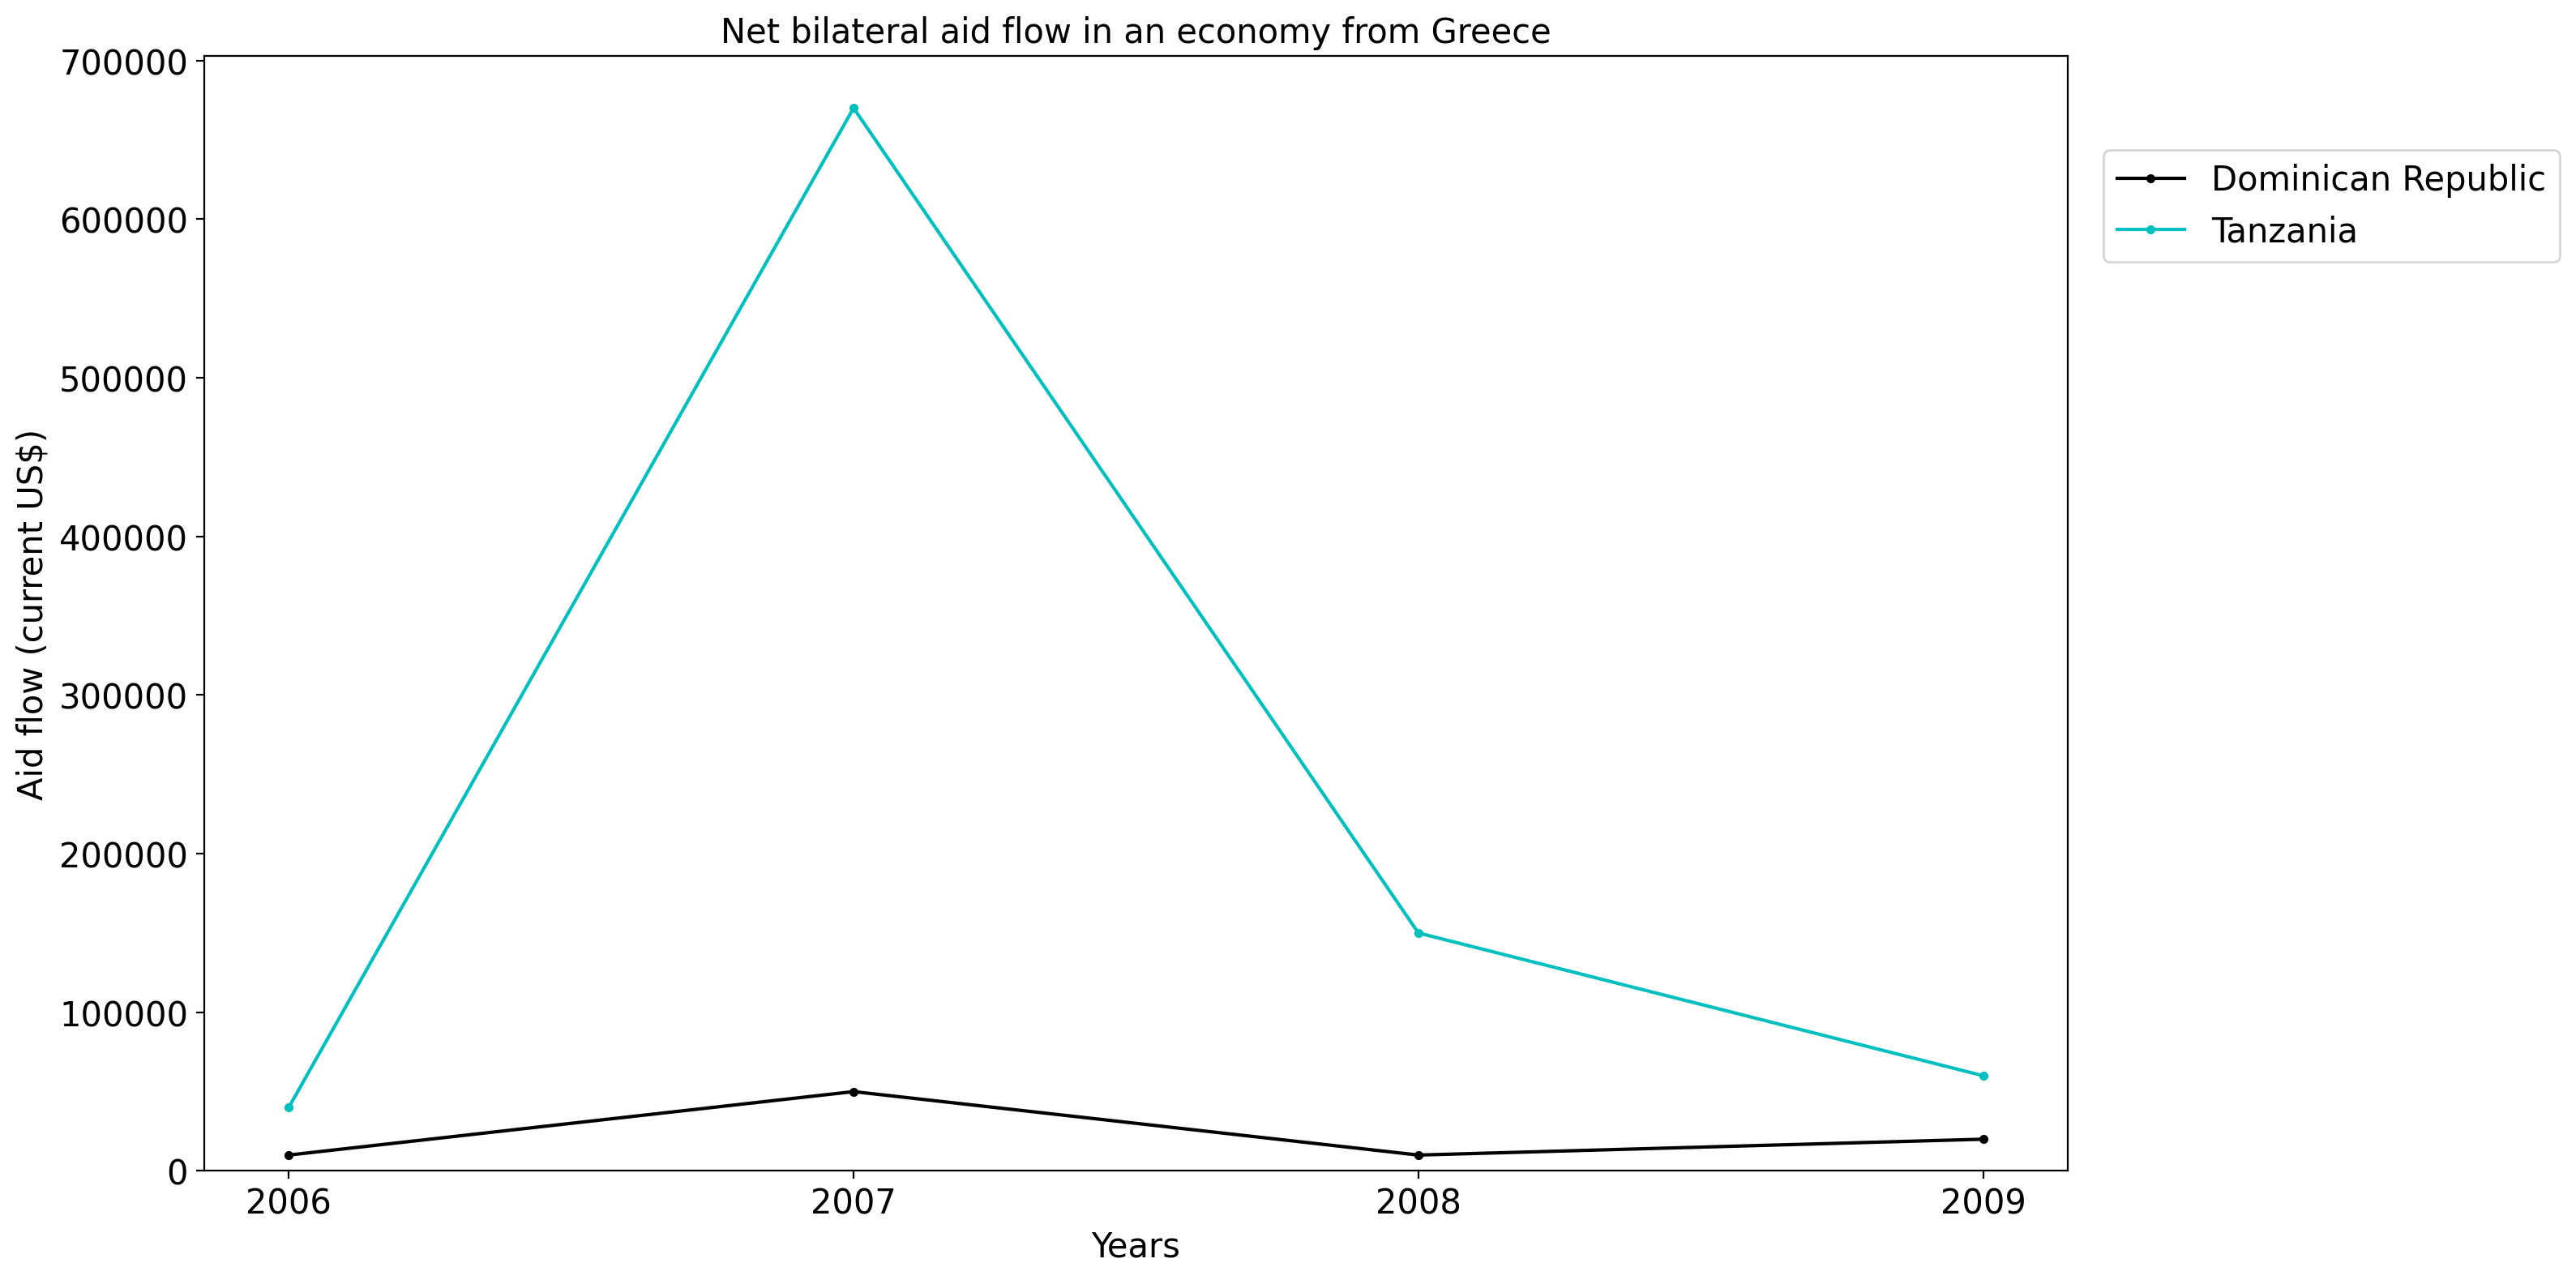 Net bilateral aid flow in an economy from Greece
700000
600000
500000
400000
300000
200000
100000
0
Aid flow (current US$)
2006 2007 2008 2009
Years
Dominican Republic
Tanzania